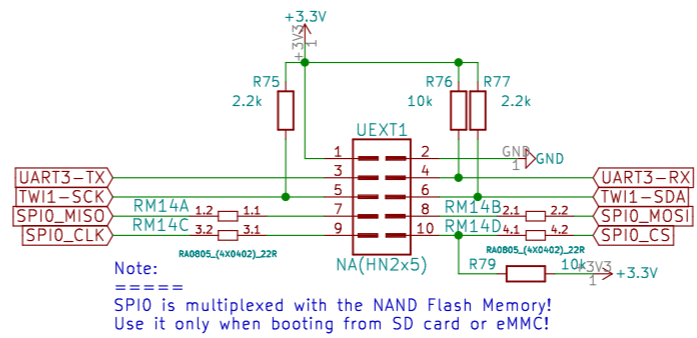 +3.3V
+3V3
1
R75
2.2k
R76
10k
R77
2.2k
UEXT1
1
2
GND
1
GND
UART3-TX
3
4
UART3-RX
TWI1-SCK
5
6
TWI1-SDA
SPI0_MISO
RM14A
1.2
1.1
7
8
RM14B
2.1
2.2
SPI0_MOSI
SPI0_CLK
RM14C
3.2
3.1
9
10
RM14D
4.1
4.2
SPI0_CS
RA0805_(4X0402)_22R
RA0805_(4X0402)_22R
NA(HN2x5)
R79
10k
+3V3
1
+3.3V
Note:
=====
SPI0 is multiplexed with the NAND Flash Memory!
Use it only when booting from SD card or eMMC!